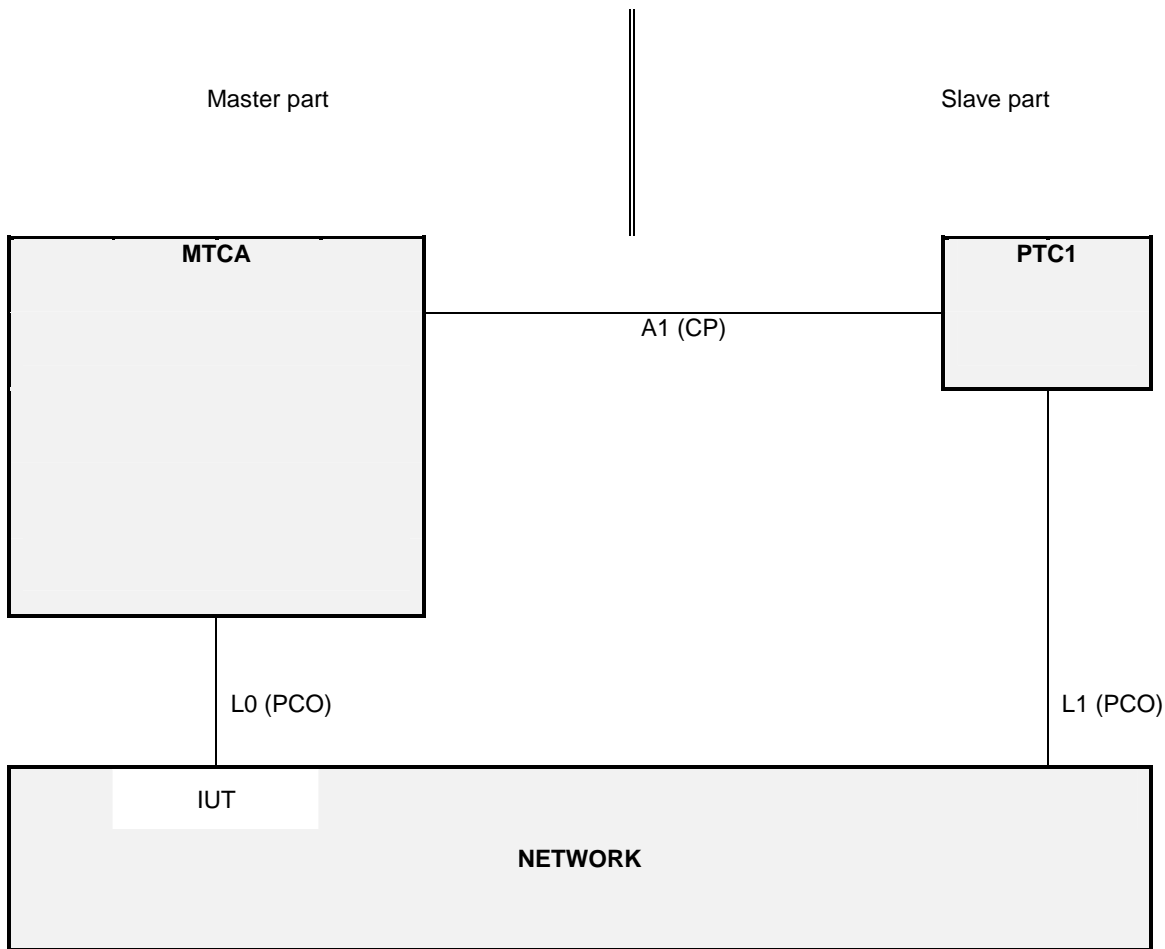 Master part
Slave part
MTCA
PTC1
A1 (CP)
L0 (PCO)
L1 (PCO)
IUT
NETWORK